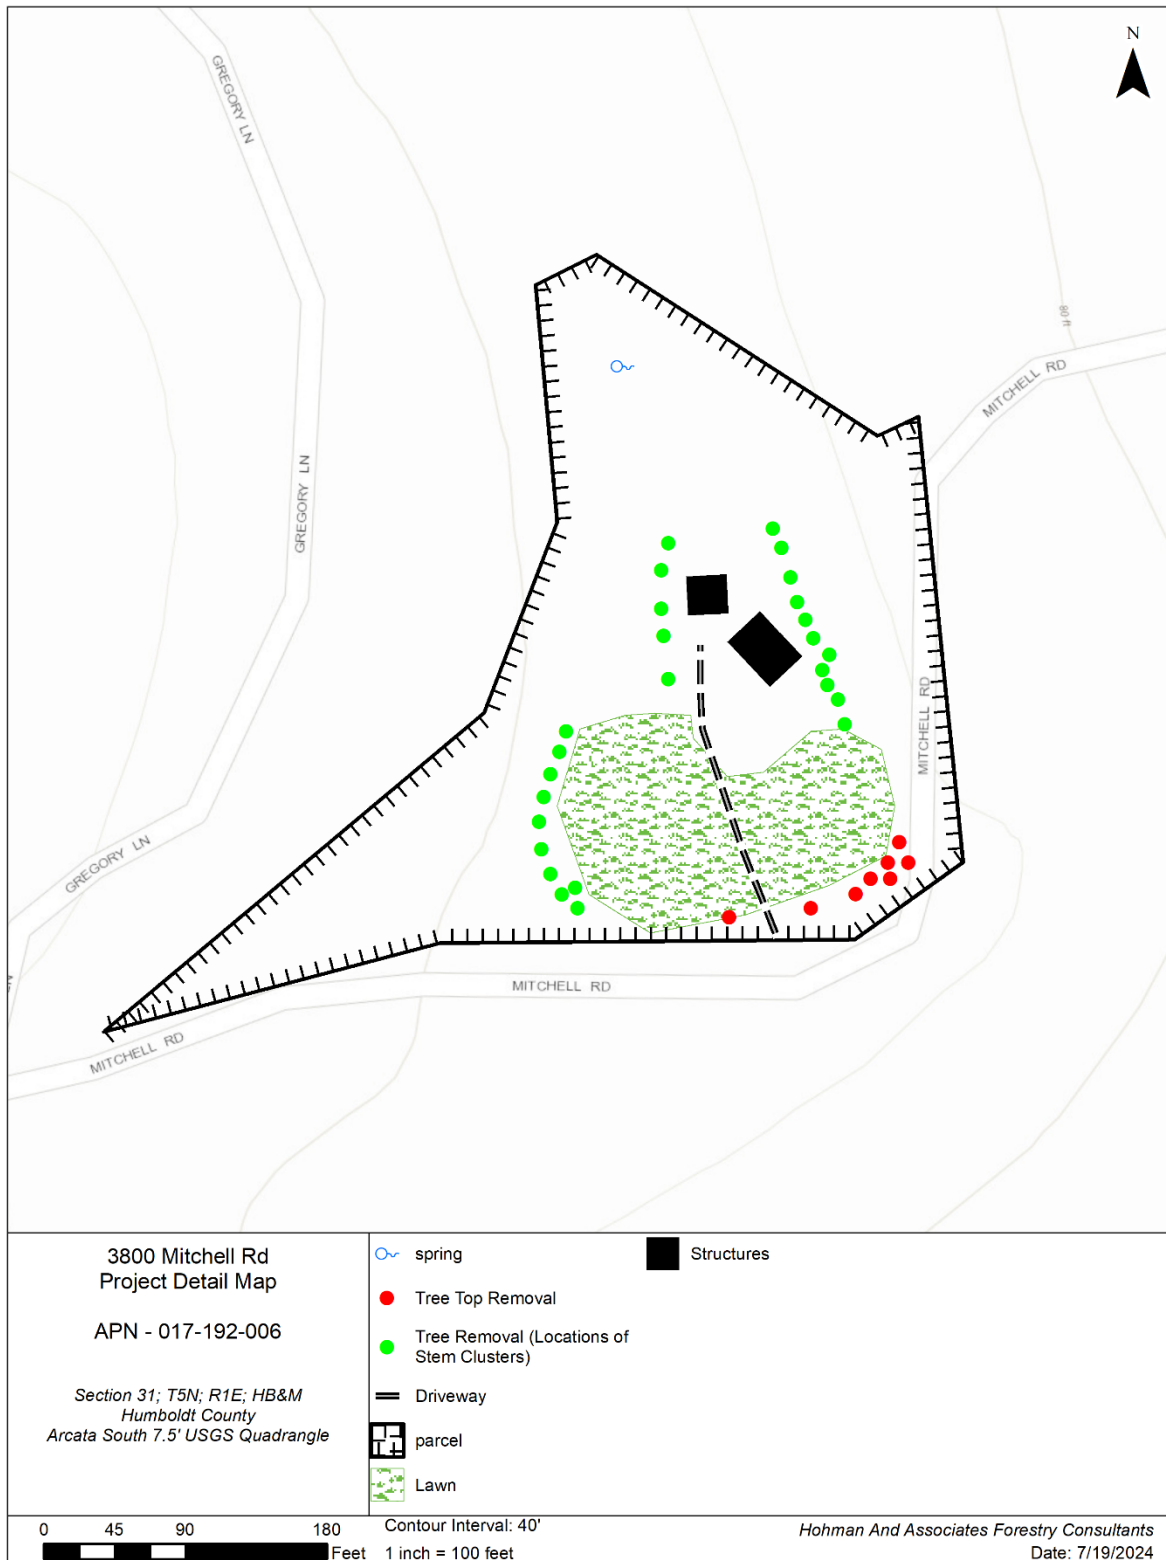 N
GREGORY LN
80 ft
MITCHELL RD
GREGORY LN
MITCHELL RD
GREGORY LN
MITCHELL RD
MITCHELL RD
3800 Mitchell Rd
Project Detail Map
APN - 017-192-006
Section 31; T5N; R1E; HB&M
Humboldt County
Arcata South 7.5' USGS Quadrangle
spring
Structures
Tree Top Removal
Tree Removal (Locations of
Stem Clusters)
Driveway
parcel
Lawn
0 45 90 180
Feet
Contour Interval: 40'
1 inch = 100 feet
Hohman And Associates Forestry Consultants
Date: 7/19/2024